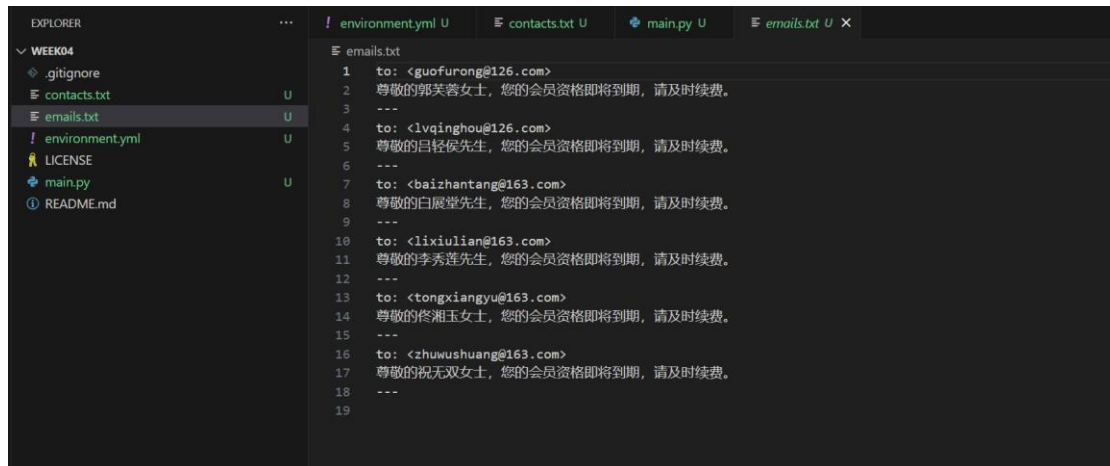 EXPLORER
···
! environment.yml U
contacts.txt U
main.py U
emails.txt U
WEEK04
.gitignore
contacts.txt U
emails.txt U
! environment.yml U
LICENSE
main.py U
README.md
emails.txt
1 to: <guofurong@126.com>
2 尊敬的郭芙蓉女士，您的会员资格即将到期，请及时续费。
3 ---
4 to: <lvqinghou@126.com>
5 尊敬的吕轻侯先生，您的会员资格即将到期，请及时续费。
6 ---
7 to: <baizhantang@163.com>
8 尊敬的白展堂先生，您的会员资格即将到期，请及时续费。
9 ---
10 to: <lixiulian@163.com>
11 尊敬的李秀莲先生，您的会员资格即将到期，请及时续费。
12 ---
13 to: <tongxiangyu@163.com>
14 尊敬的佟湘玉女士，您的会员资格即将到期，请及时续费。
15 ---
16 to: <zhuwushuang@163.com>
17 尊敬的祝无双女士，您的会员资格即将到期，请及时续费。
18 ---
19